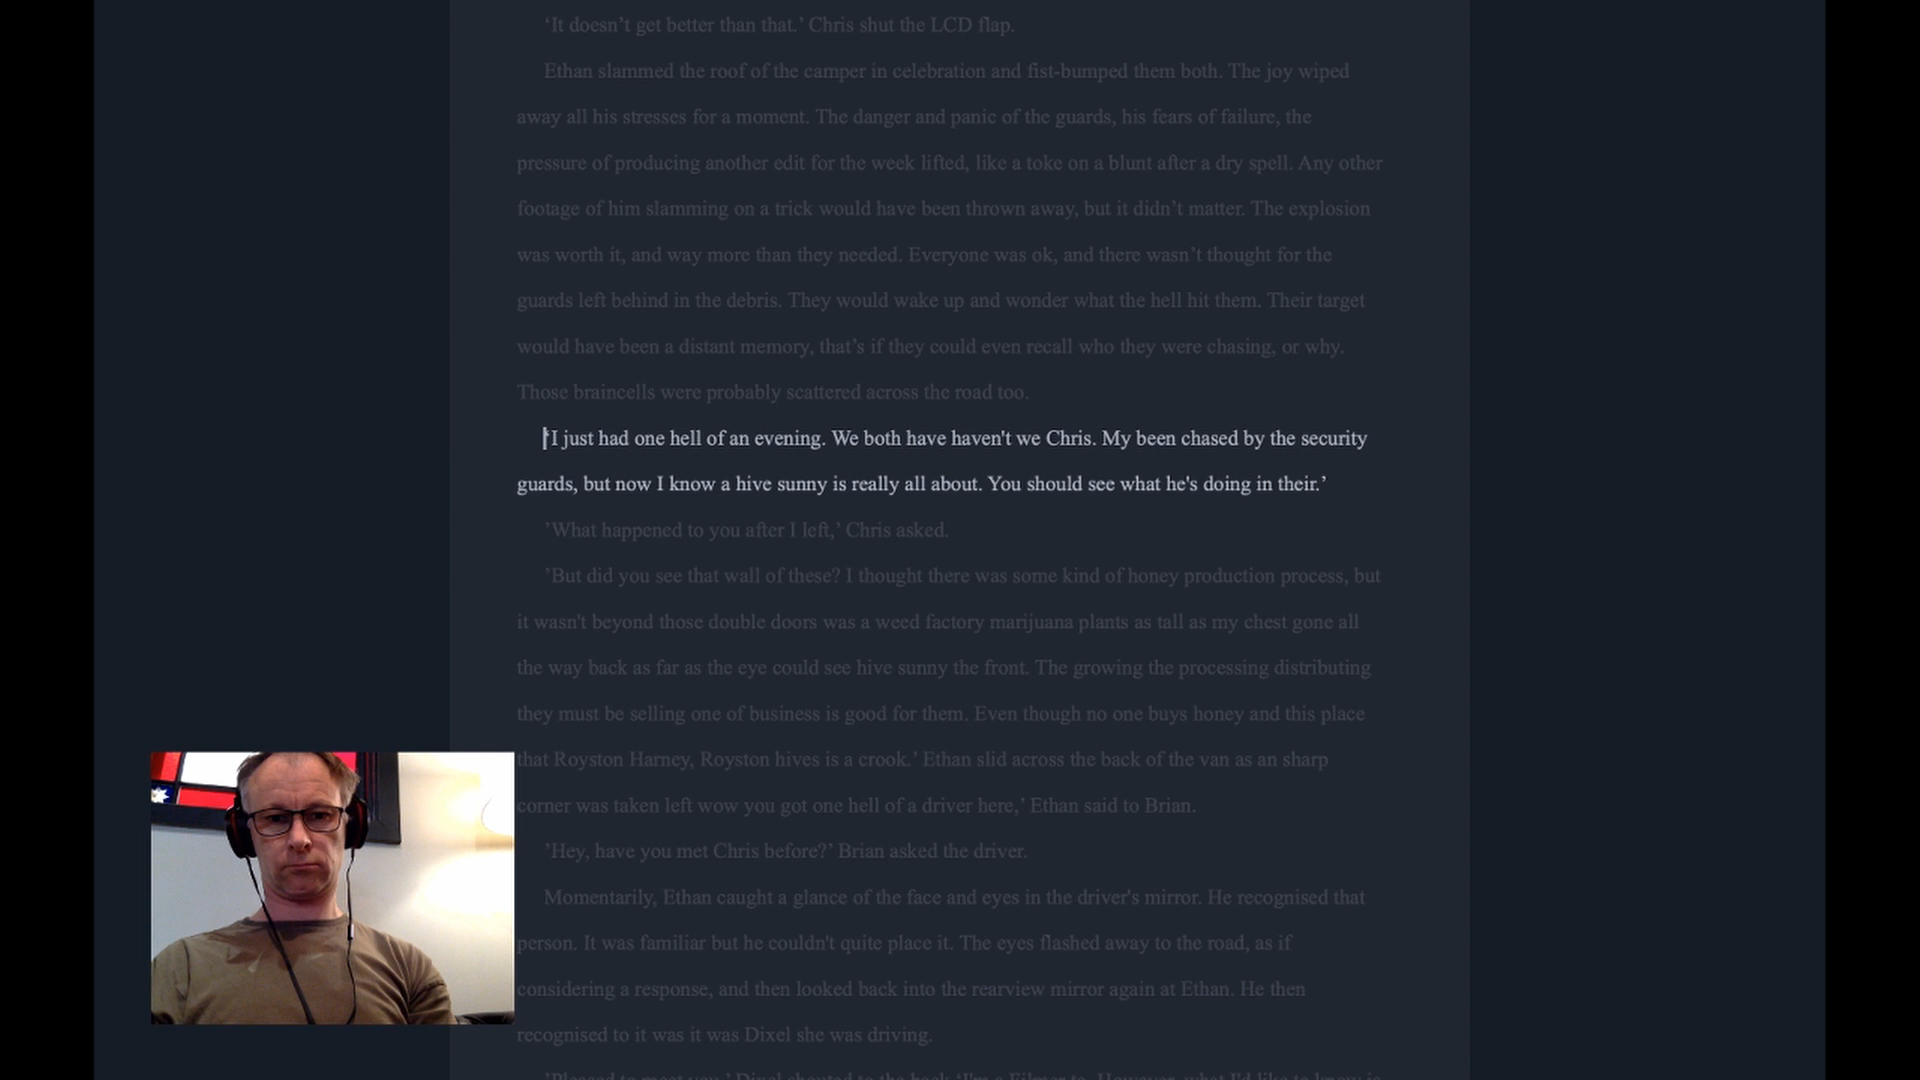 ‘It doesn’t get better than that.’ Chris shut the LCD flap.
Ethan slammed the roof of the camper in celebration and fist-bumped them both. The joy wiped
away all his stresses for a moment. The danger and panic of the guards, his fears of failure, the
pressure of producing another edit for the week lifted, like a toke on a blunt after a dry spell. Any other
footage of him slamming on a trick would have been thrown away, but it didn’t matter. The explosion
was worth it, and way more than they needed. Everyone was ok, and there wasn’t thought for the
guards left behind in the debris. They would wake up and wonder what the hell hit them. Their target
would have been a distant memory, that’s if they could even recall who they were chasing, or why.
Those braincells were probably scattered across the road too.
‘I just had one hell of an evening. We both have haven't we Chris. My been chased by the security
guards, but now I know a hive sunny is really all about. You should see what he's doing in their.’
’What happened to you after I left,’ Chris asked.
’But did you see that wall of these? I thought there was some kind of honey production process, but
it wasn't beyond those double doors was a weed factory marijuana plants as tall as my chest gone all
the way back as far as the eye could see hive sunny the front. The growing the processing distributing
they must be selling one of business is good for them. Even though no one buys honey and this place
that Royston Harney, Royston hives is a crook.’ Ethan slid across the back of the van as an sharp
corner was taken left wow you got one hell of a driver here,’ Ethan said to Brian.
’Hey, have you met Chris before?’ Brian asked the driver.
Momentarily, Ethan caught a glance of the face and eyes in the driver's mirror. He recognised that
person. It was familiar but he couldn't quite place it. The eyes flashed away to the road, as if
considering a response, and then looked back into the rearview mirror again at Ethan. He then
recognised to it was it was Dixel she was driving.
’Pleased to meet you,’ Dixel shouted to the back ‘I'm a Filmer to. However, what I'd like to know is